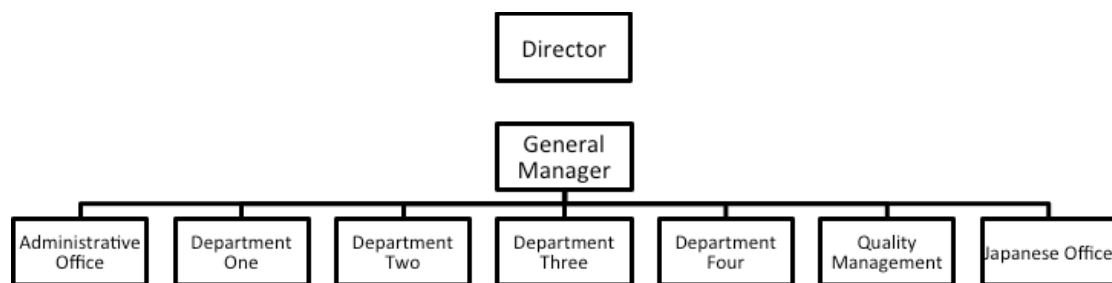 Director
General
Manager
Administrative
Office
Department
One
Department
Two
Department
Three
Department
Four
Quality
Management
Japanese Office